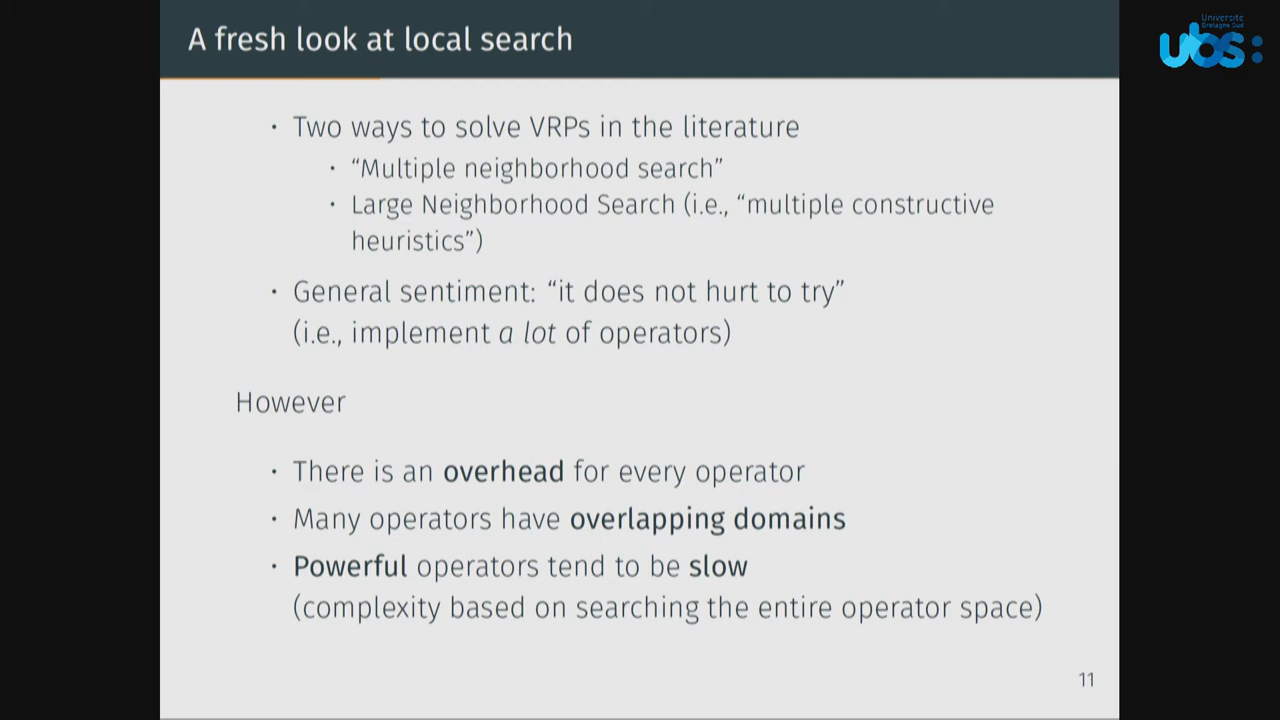 A fresh look at local search
Université
Bretagne Sud
ubs:
· Two ways to solve VRPs in the literature
· “Multiple neighborhood search”
· Large Neighborhood Search (i.e., “multiple constructive
heuristics”)
· General sentiment: “it does not hurt to try”
(i.e., implement a lot of operators)
However
· There is an overhead for every operator
· Many operators have overlapping domains
· Powerful operators tend to be slow
(complexity based on searching the entire operator space)
11